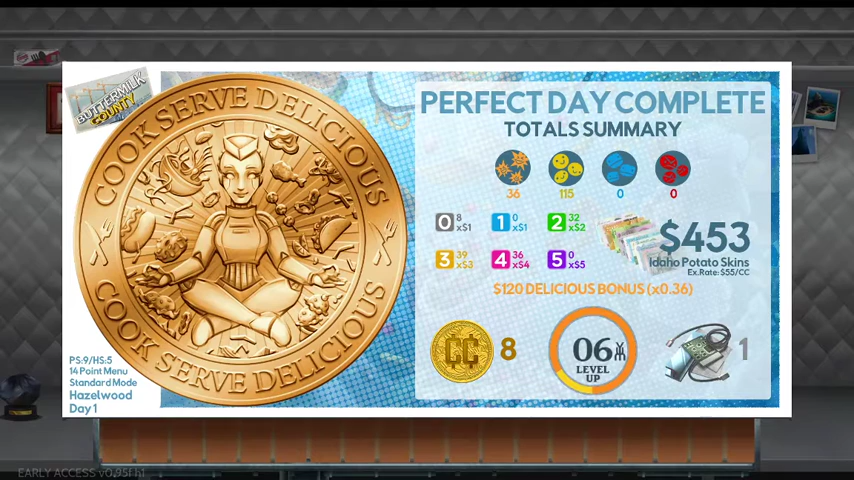 BUTTERMILK
COUNTY
COOK SERVE DELICIOUS
COOK SERVE DELICIOUS
PS:9/HS:5
14 Point Menu
Standard Mode
Hazelwood
Day 1
PERFECT DAY COMPLETE
TOTALS SUMMARY
36 115 0 0
0 8 x$1 1 0 x$1 2 32 x$2
3 39 x$3 4 36 x$4 5 0 x$5
$453
Idaho Potato Skins
Ex.Rate: $55/CC
$120 DELICIOUS BONUS (x0.36)
CC 8
06
LEVEL
UP
1
EARLY ACCESS v0.95f h1